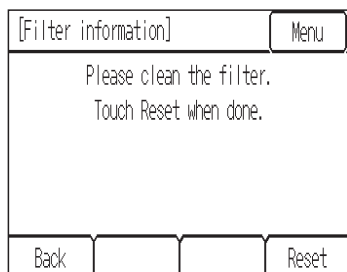 [Filter information]
Menu
Please clean the filter.
Touch Reset when done.
Back
Reset